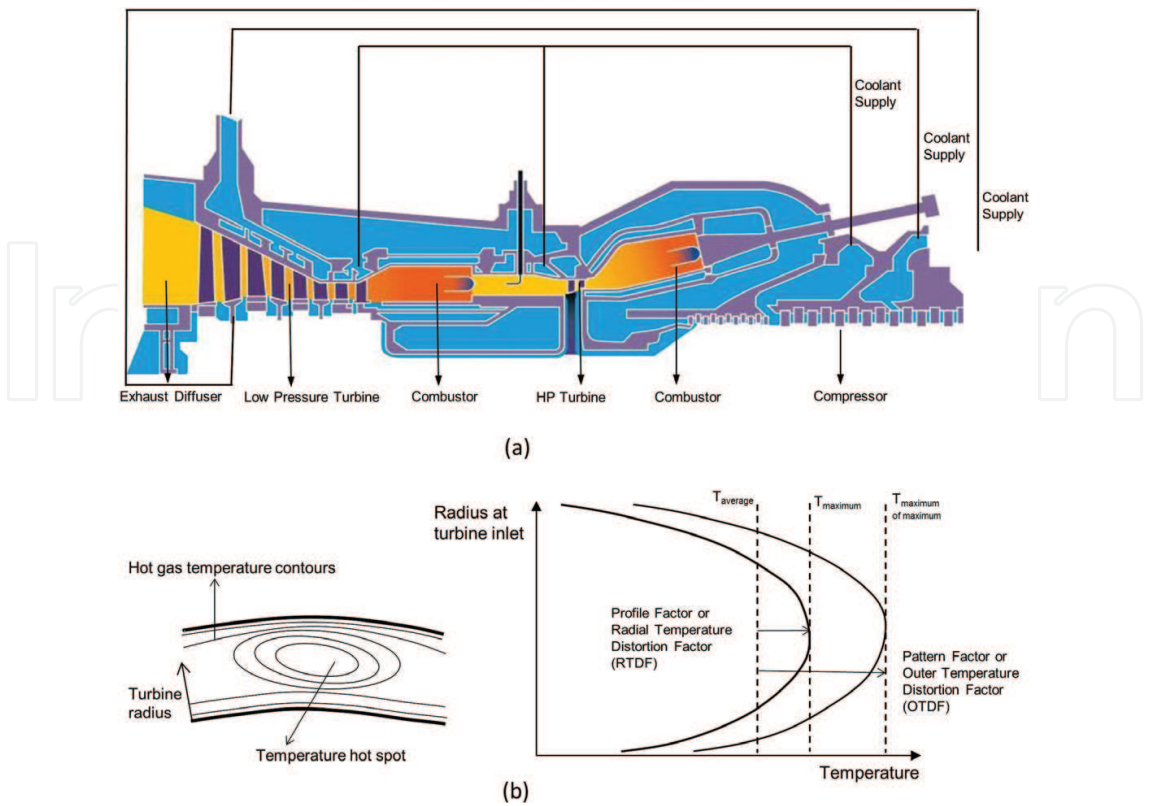 Coolant
Supply
Coolant
Supply
Coolant
Supply
Exhaust Diffuser
Low Pressure Turbine
Combustor
HP Turbine
Combustor
Compressor
(a)
Radius at
turbine inlet
T average
T maximum
T maximum
of maximum
Hot gas temperature contours
Profile Factor or
Radial Temperature
Distortion Factor
(RTDF)
Pattern Factor or
Outer Temperature
Distortion Factor
(OTDF)
Turbine
radius
Temperature hot spot
Temperature
(b)